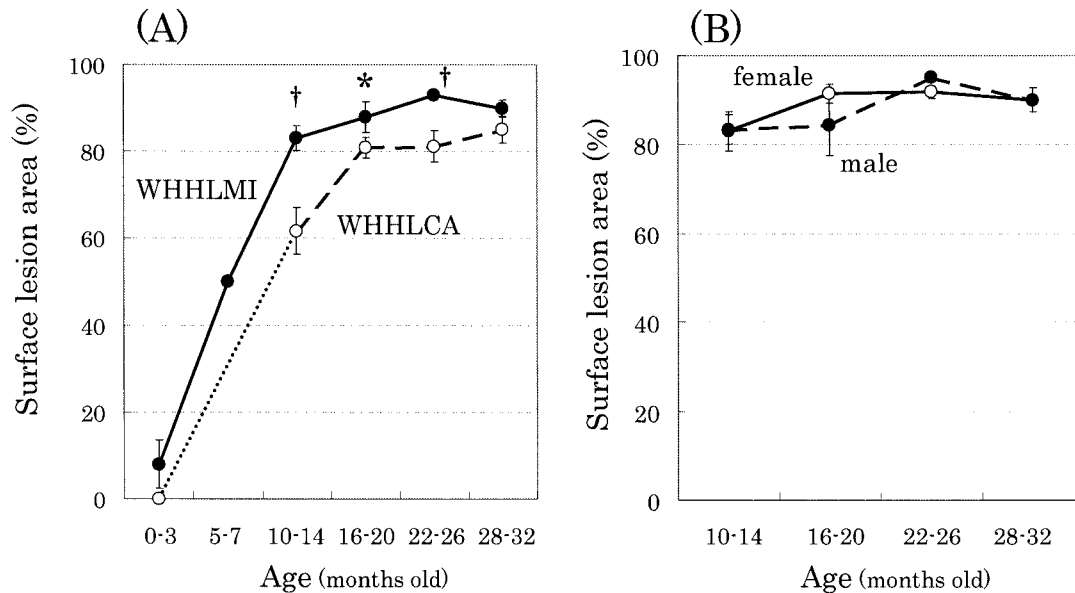 (A)
Surface lesion area (%)
100
80
60
40
20
0
†
*
†
WHHLMI
WHHLCA
0-3 5-7 10-14 16-20 22-26 28-32
Age (months old)
(B)
Surface lesion area (%)
100
80
60
40
20
0
female
male
10-14 16-20 22-26 28-32
Age (months old)